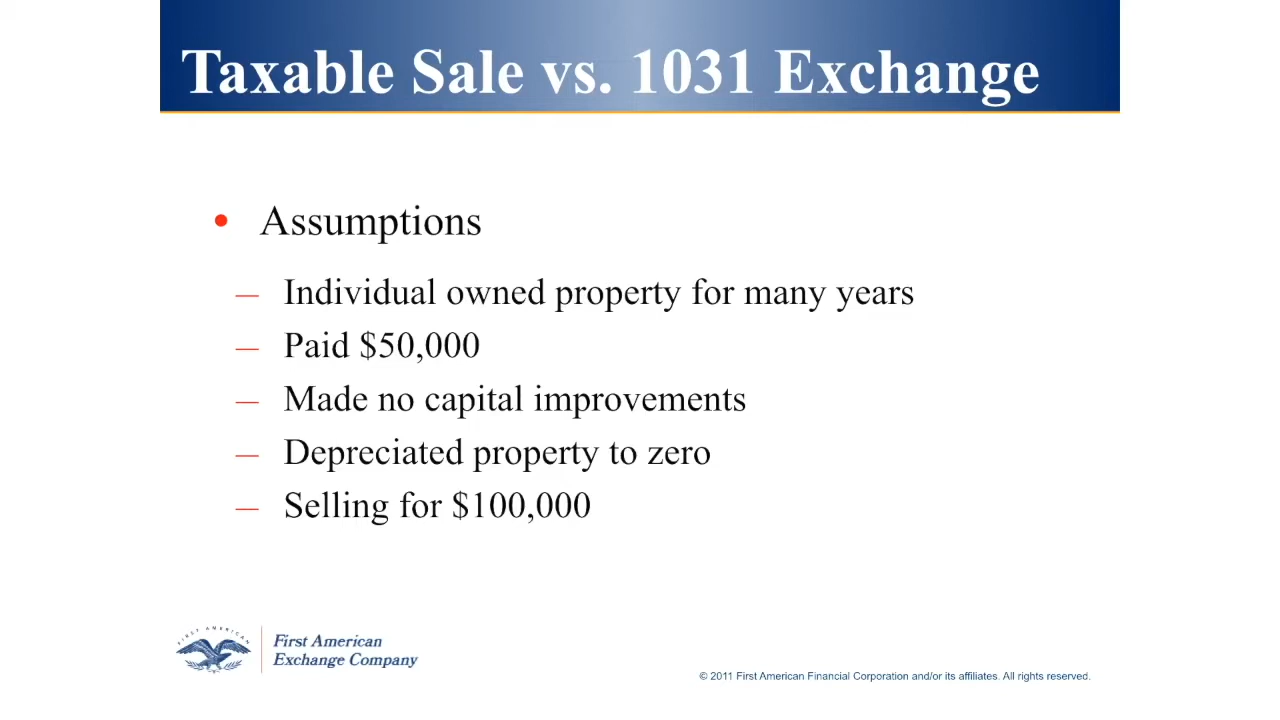 Taxable Sale vs. 1031 Exchange
• Assumptions
— Individual owned property for many years
— Paid $50,000
— Made no capital improvements
— Depreciated property to zero
— Selling for $100,000
FIRST AMERICAN
First American
Exchange Company
© 2011 First American Financial Corporation and/or its affiliates. All rights reserved.